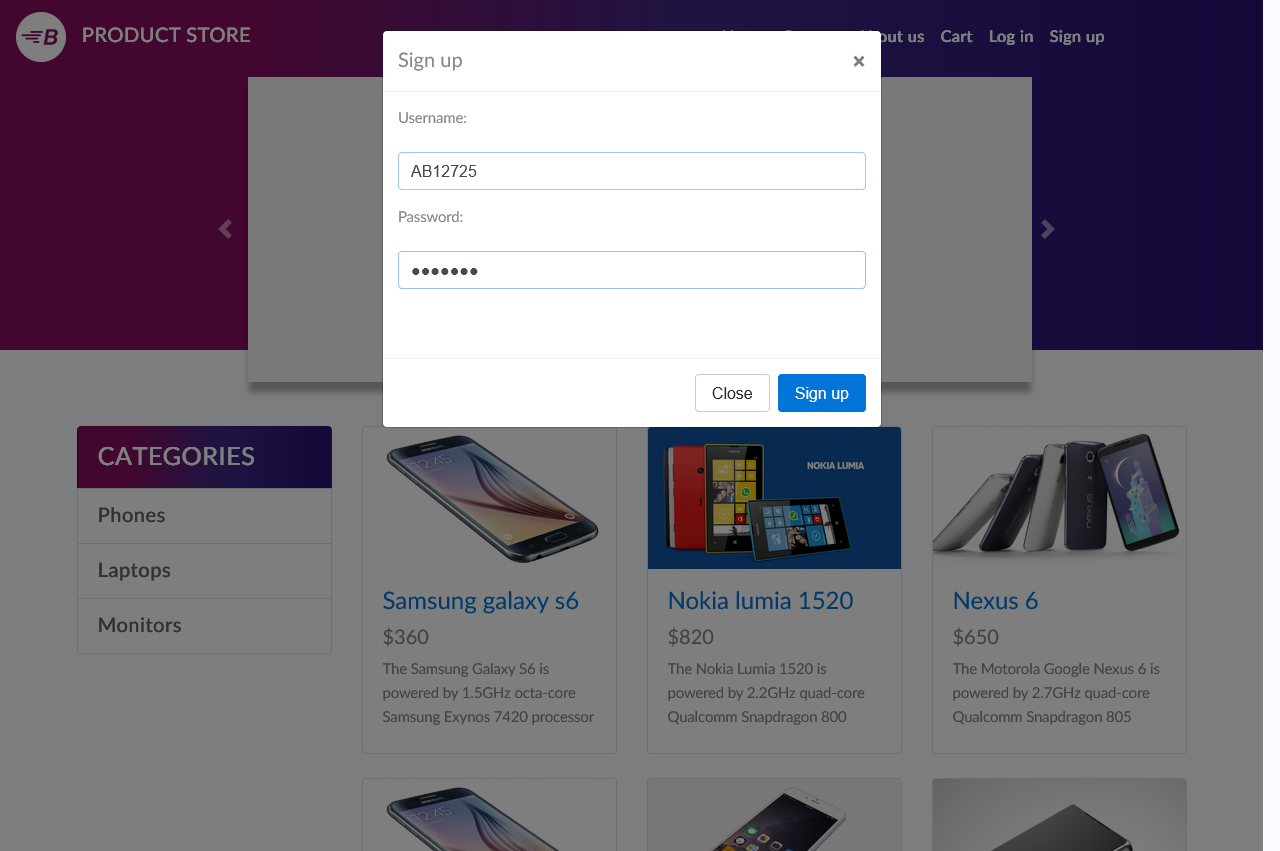 B PRODUCT STORE
out us Cart Log in Sign up
Sign up ×
Username:
AB12725
Password:
•••••••
Close Sign up
CATEGORIES
Phones
Laptops
Monitors
NOKIA LUMIA
Samsung galaxy s6
$360
The Samsung Galaxy S6 is
powered by 1.5GHz octa-core
Samsung Exynos 7420 processor
Nokia lumia 1520
$820
The Nokia Lumia 1520 is
powered by 2.2GHz quad-core
Qualcomm Snapdragon 800
Nexus 6
$650
The Motorola Google Nexus 6 is
powered by 2.7GHz quad-core
Qualcomm Snapdragon 805